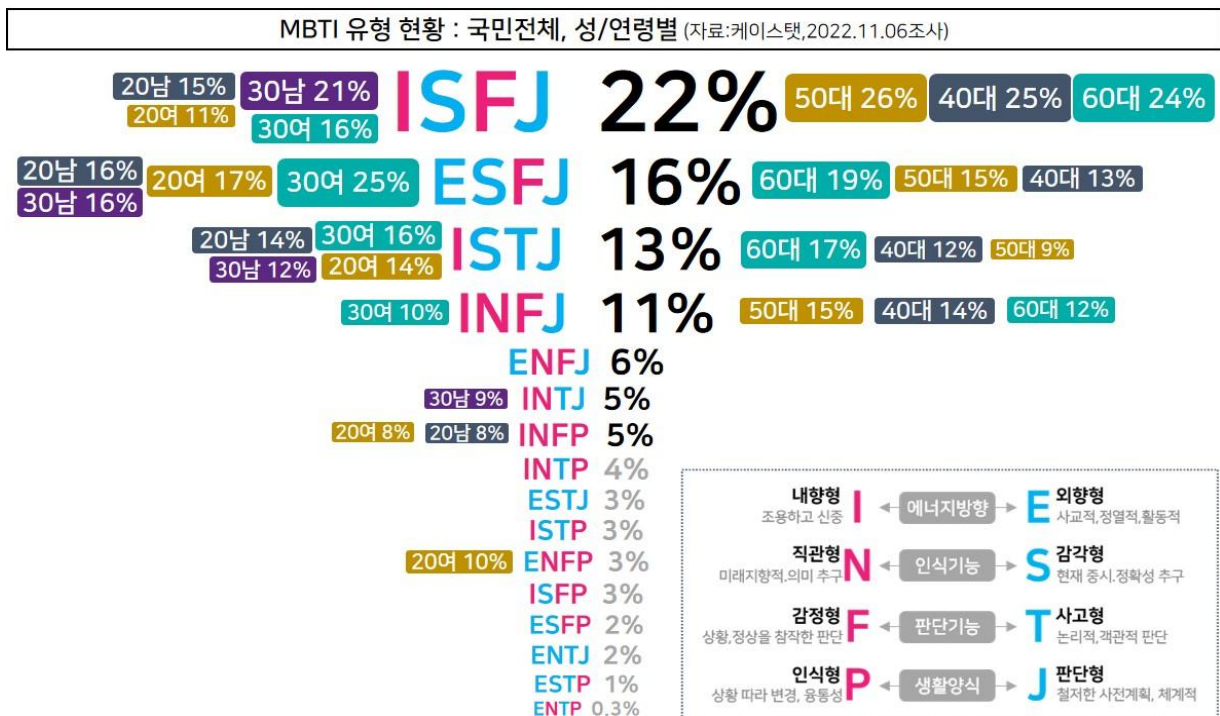 MBTI 유형 현황 : 국민전체, 성/연령별 (자료:케이스탯,2022.11.06조사)
20남 15% 30남 21% ISFJ 22% 50대 26% 40대 25% 60대 24%
20여 11% 30여 16%
20남 16% 20여 17% 30여 25% ESFJ 16% 60대 19% 50대 15% 40대 13%
30남 16%
20남 14% 30여 16% ISTJ 13% 60대 17% 40대 12% 50대 9%
30남 12% 20여 14%
30여 10% INFJ 11% 50대 15% 40대 14% 60대 12%
ENFJ 6%
30남 9% INTJ 5%
20여 8% 20남 8% INFP 5%
INTP 4%
ESTJ 3%
ISTP 3%
20여 10% ENFP 3%
ISFP 3%
ESFP 2%
ENTJ 2%
ESTP 1%
ENTP 0.3%
내향형 I 에너지방향 E 외향형
조용하고 신중 사교적,정열적,활동적
직관형 N 인식기능 S 감각형
미래지향적.의미 추구 현재 중시.정확성 추구
감정형 F 판단기능 T 사고형
상황,정상을 참작한 판단 논리적,객관적 판단
인식형 P 생활양식 J 판단형
상황 따라 변경, 융통성 철저한 사전계획, 체계적